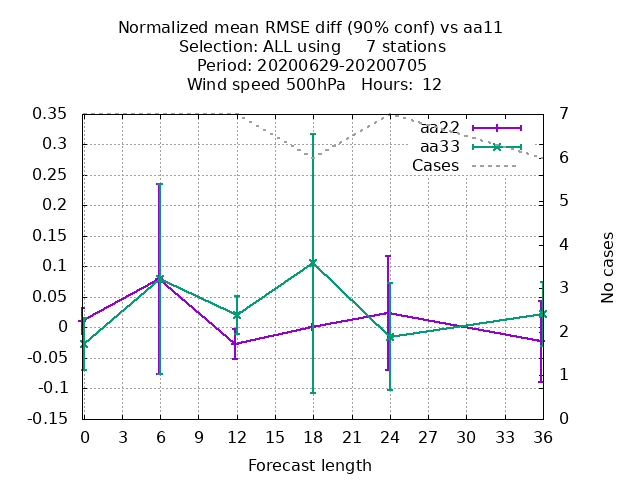 Normalized mean RMSE diff (90% conf) vs aa11
Selection: ALL using     7 stations
Period: 20200629-20200705
Wind speed 500hPa   Hours:  12
0.35
0.3
0.25
0.2
0.15
0.1
0.05
0
-0.05
-0.1
-0.15
7
6
5
4
3
2
1
0
aa22
aa33
Cases
No cases
0 3 6 9 12 15 18 21 24 27 30 33 36
Forecast length